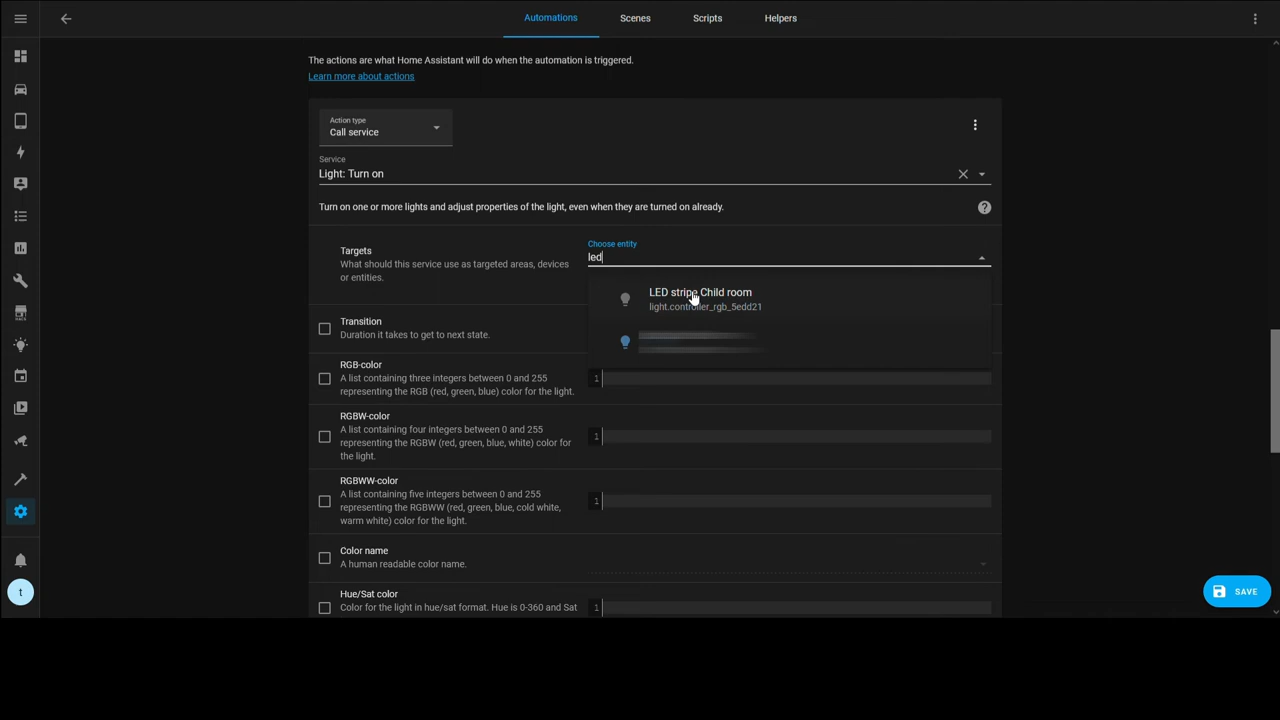 Automations
Scenes
Scripts
Helpers
The actions are what Home Assistant will do when the automation is triggered.
Learn more about actions
Action type
Call service
Service
Light: Turn on
Turn on one or more lights and adjust properties of the light, even when they are turned on already.
Targets
What should this service use as targeted areas, devices
or entities.
Choose entity
led
LED stripe Child room
light.controller_rgb_5edd21
Transition
Duration it takes to get to next state.
RGB-color
A list containing three integers between 0 and 255
representing the RGB (red, green, blue) color for the light.
1
RGBW-color
A list containing four integers between 0 and 255
representing the RGBW (red, green, blue, white) color for
the light.
1
RGBWW-color
A list containing five integers between 0 and 255
representing the RGBWW (red, green, blue, cold white,
warm white) color for the light.
1
Color name
A human readable color name.
Hue/Sat color
Color for the light in hue/sat format. Hue is 0-360 and Sat
1
SAVE
t